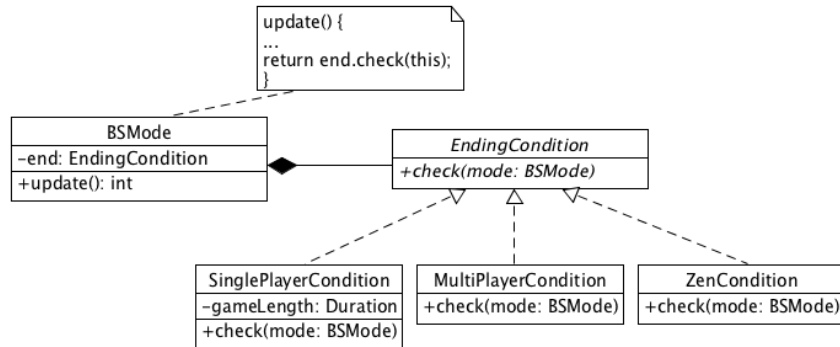 update() {
...
return end.check(this);
}
BSMode
-end: EndingCondition
+update(): int
EndingCondition
+check(mode: BSMode)
SinglePlayerCondition
-gameLength: Duration
+check(mode: BSMode)
MultiPlayerCondition
+check(mode: BSMode)
ZenCondition
+check(mode: BSMode)